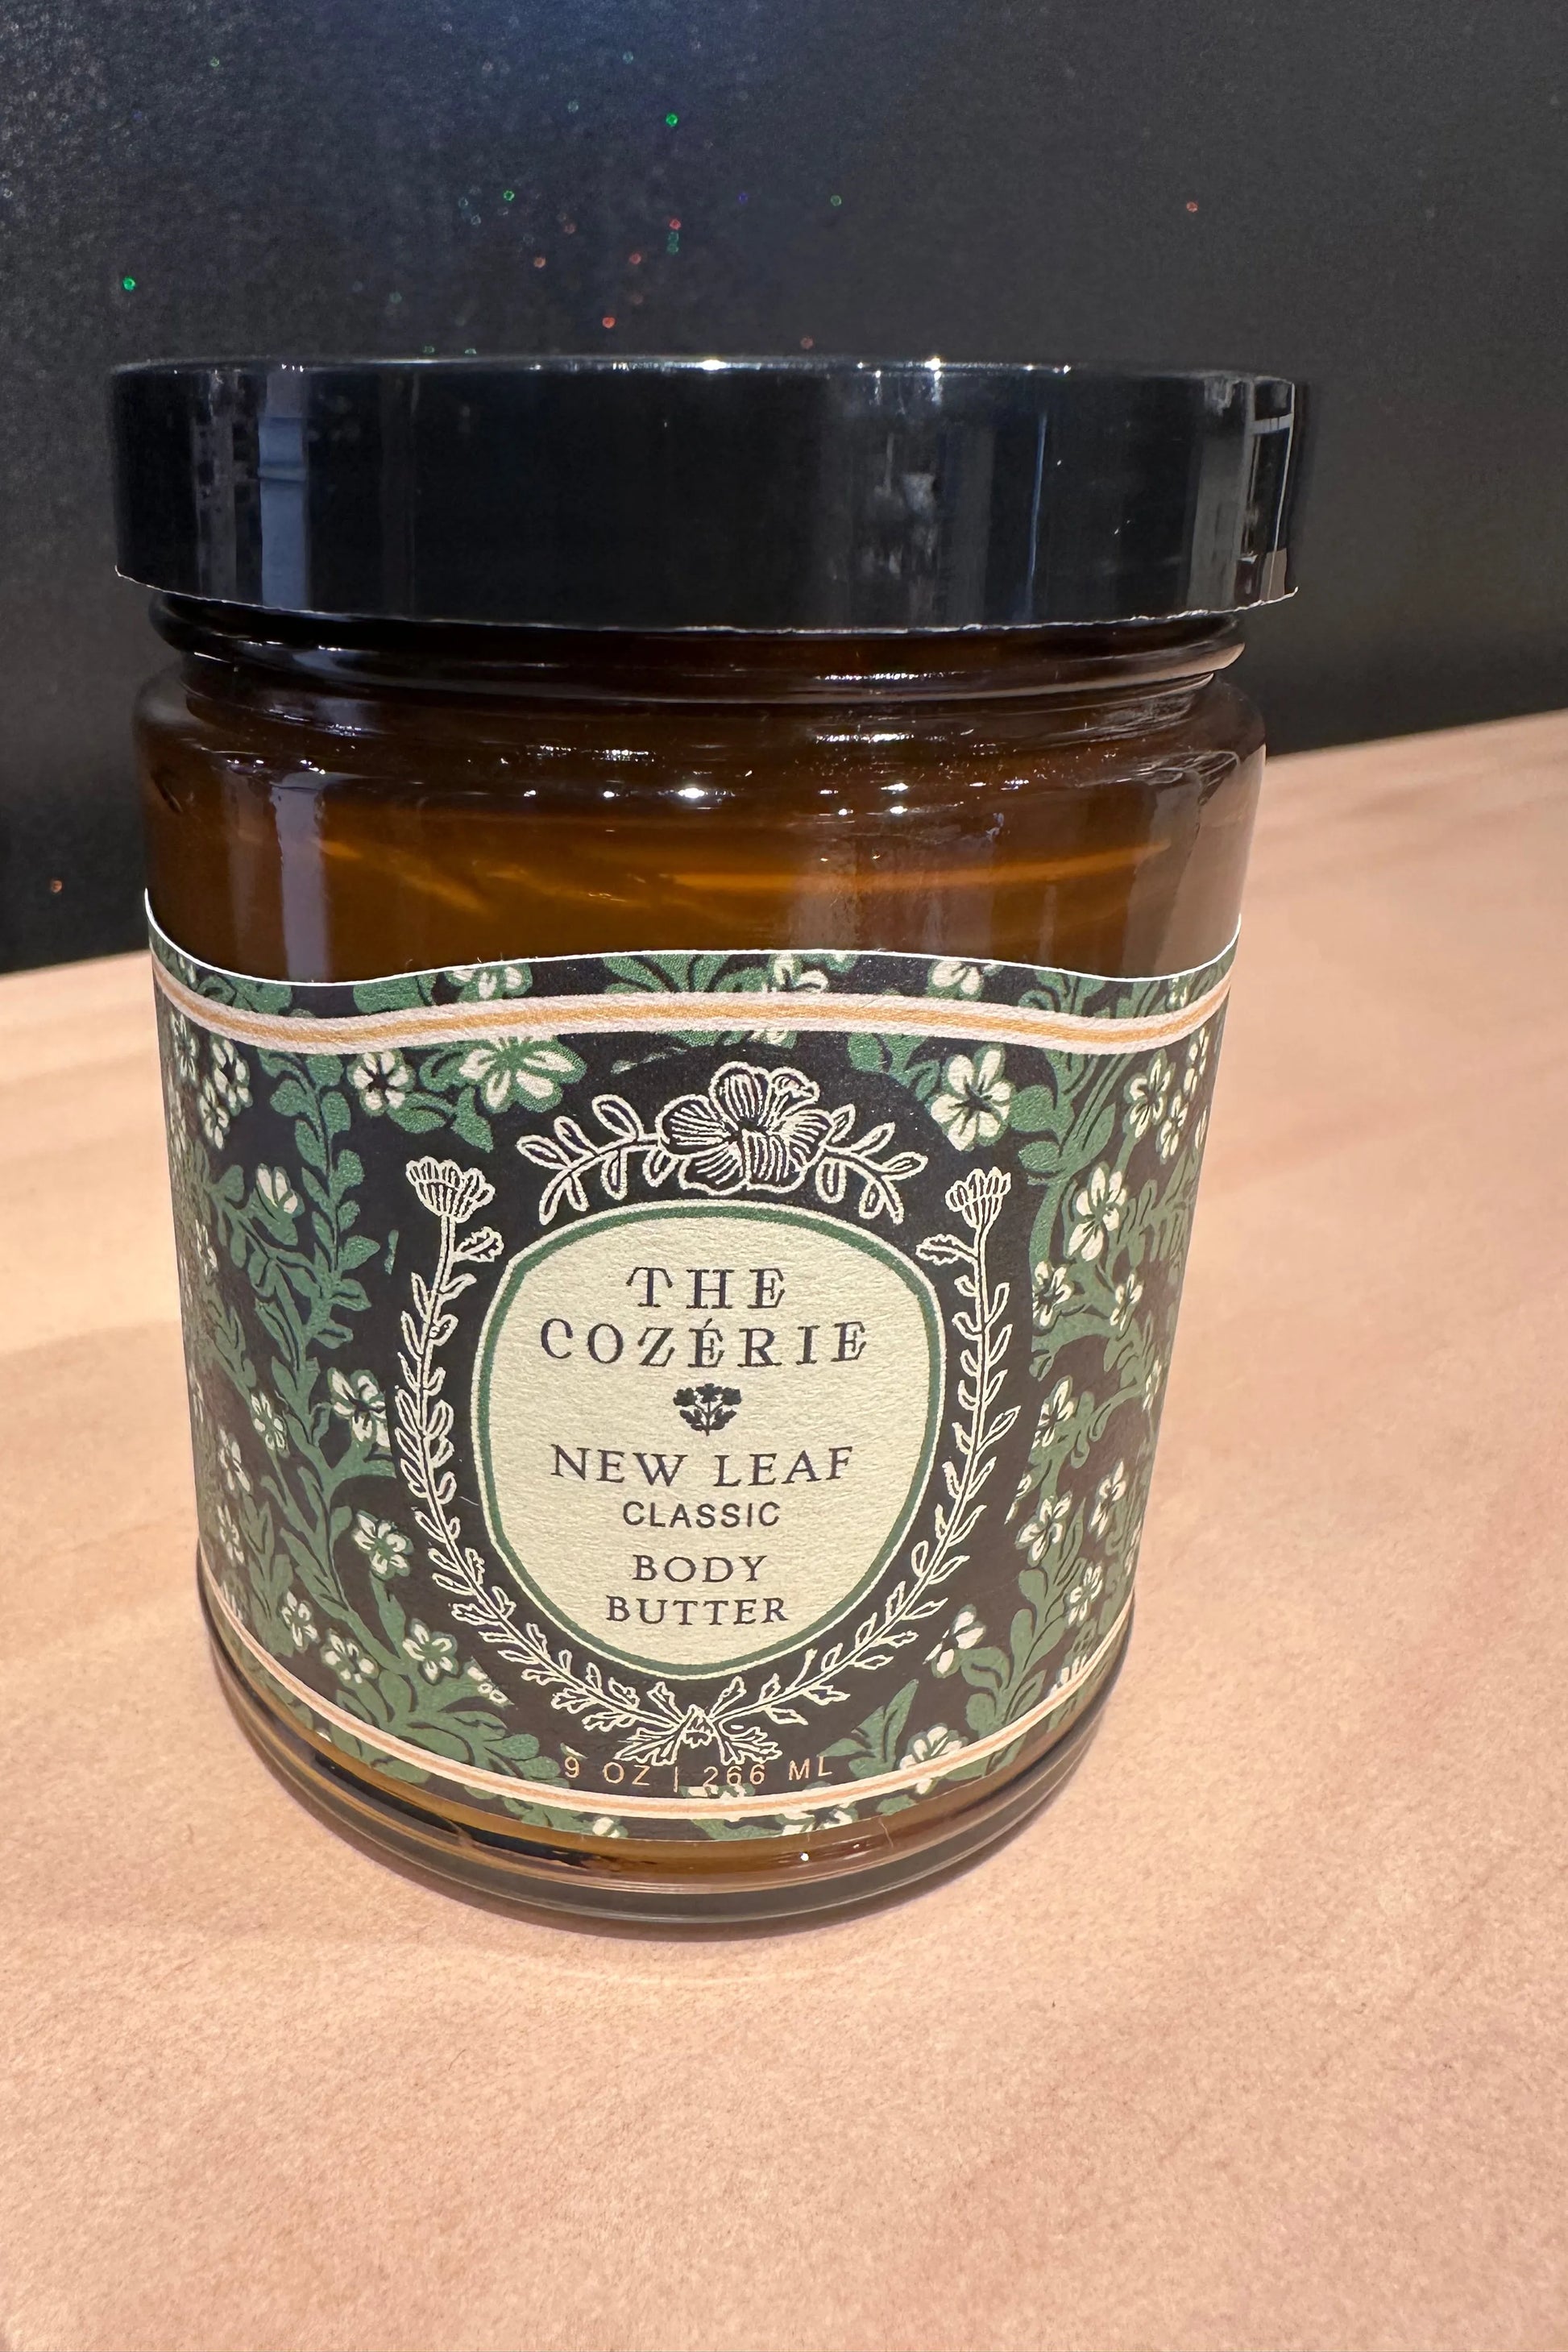 THE
COZÉRIE
NEW LEAF
CLASSIC
BODY
BUTTER
9 OZ | 266 ML